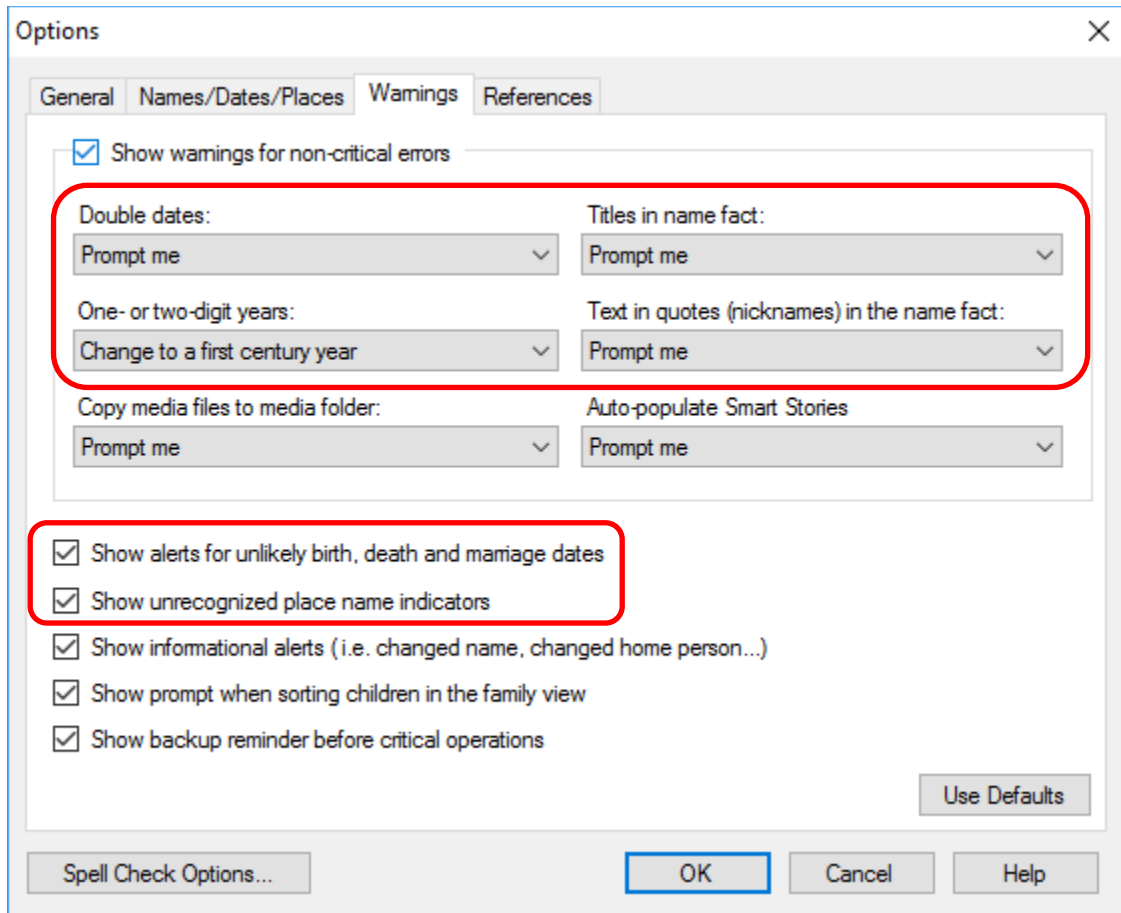 Options
General Names/Dates/Places Warnings References
Show warnings for non-critical errors
Double dates: Titles in name fact:
Prompt me Prompt me
One- or two-digit years: Text in quotes (nicknames) in the name fact:
Change to a first century year Prompt me
Copy media files to media folder: Auto-populate Smart Stories
Prompt me Prompt me
Show alerts for unlikely birth, death and marriage dates
Show unrecognized place name indicators
Show informational alerts (i.e. changed name, changed home person...)
Show prompt when sorting children in the family view
Show backup reminder before critical operations
Use Defaults
Spell Check Options... OK Cancel Help